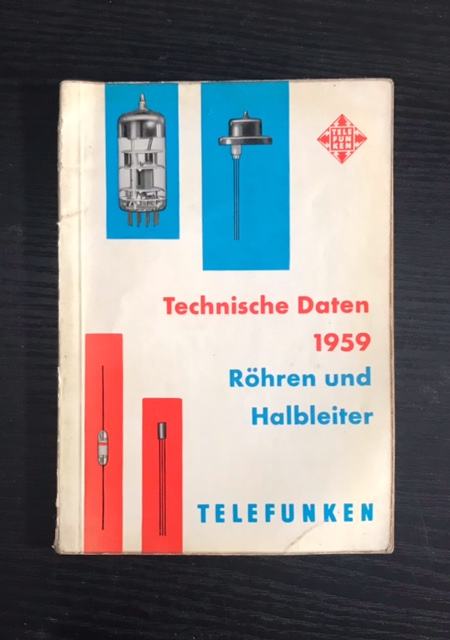 TELE
FUN
KEN
Technische Daten
1959
Röhren und
Halbleiter
TELEFUNKEN